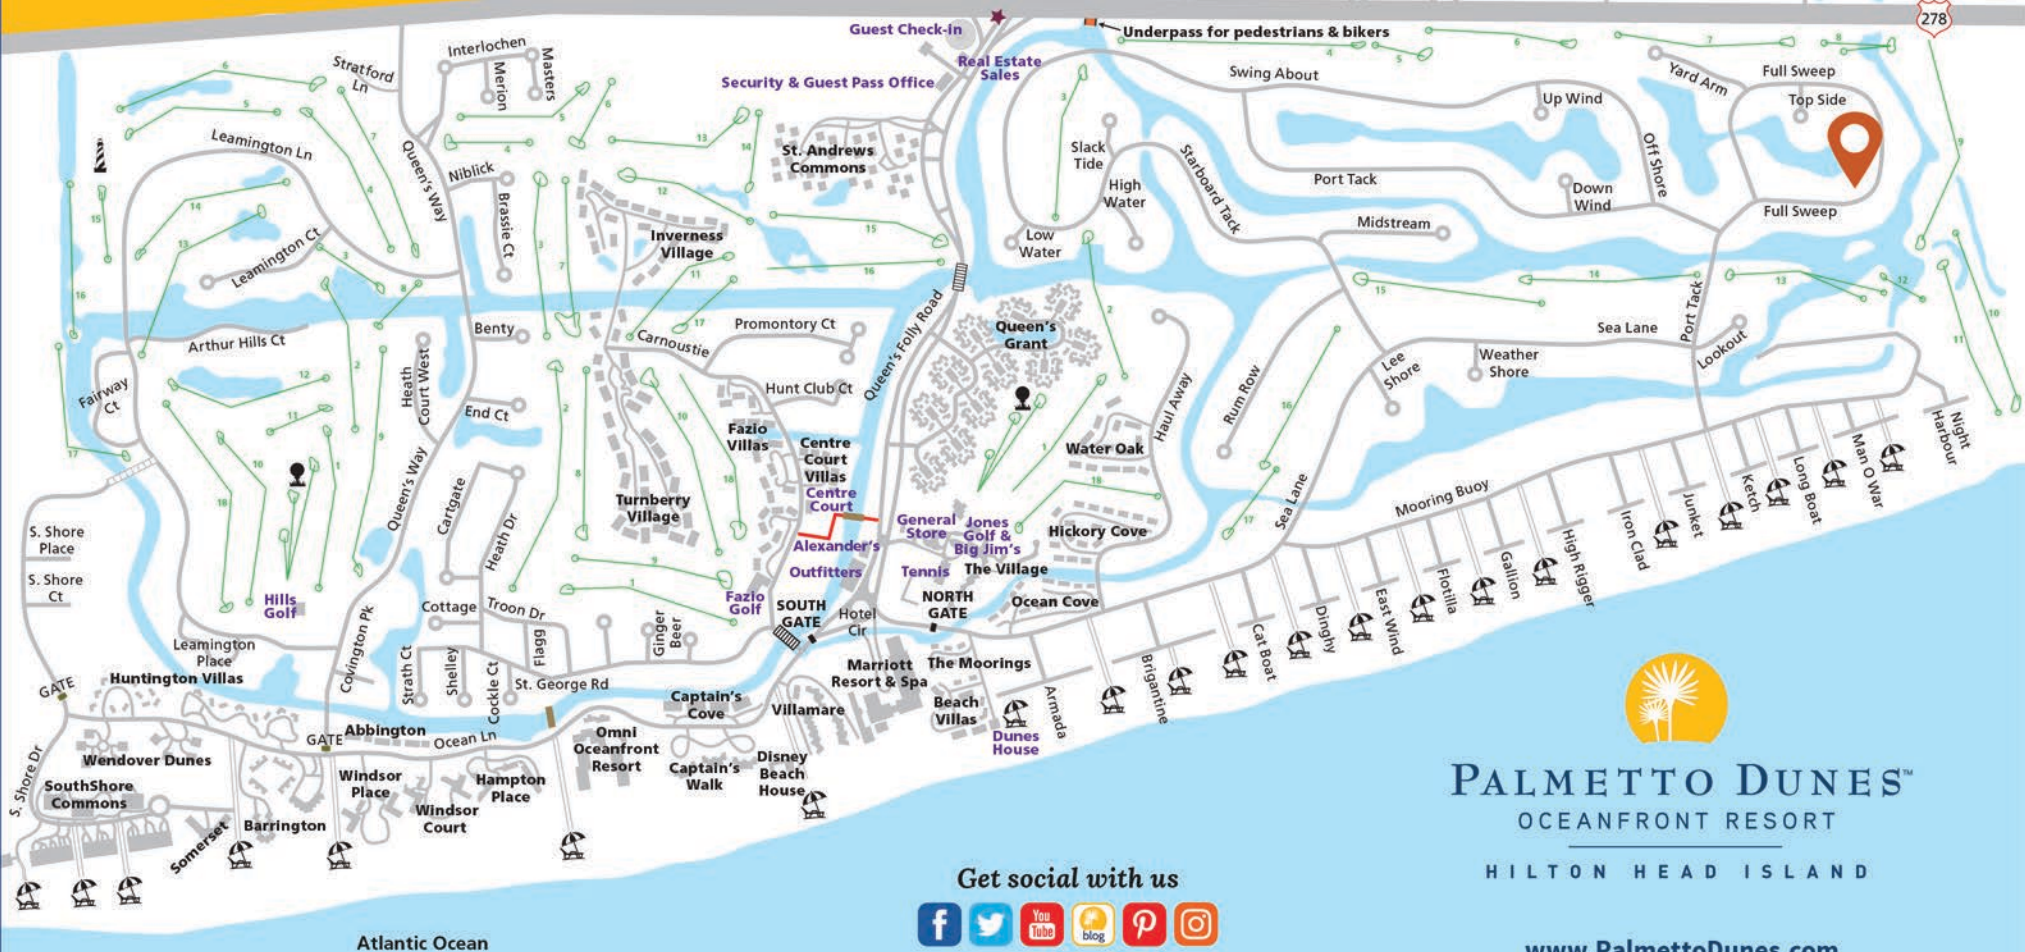 278
Guest Check-in
Underpass for pedestrians & bikers
Real Estate
Sales
Security & Guest Pass Office
Interlochen
Masters
Merion
Stratford
Ln
Leamington Ln
Queen's Way
Niblick
Brassie Ct
Leamington Ct
St. Andrews
Commons
Inverness
Village
Slack
Tide
High
Water
Low
Water
Starboard Tack
Swing About
Up Wind
Off Shore
Yard Arm
Full Sweep
Top Side
Port Tack
Down
Wind
Midstream
Full Sweep
Arthur Hills Ct
Fairway
Ct
Heath
Court West
Benty
End Ct
Carnoustie
Promontory Ct
Hunt Club Ct
Queen's Folly Road
Queen's
Grant
Haul Away
Rum Row
Lee
Shore
Weather
Shore
Sea Lane
Port Tack
Lookout
Night
Harbour
Queen's Way
Cartgate
Heath Dr
Turnberry
Village
Fazio
Villas
Centre
Court
Villas
Centre
Court
Alexander's
Outfitters
General
Store
Jones
Golf &
Big Jim's
Tennis
The Village
Water Oak
Hickory Cove
Ocean Cove
Sea Lane
Mooring Buoy
S. Shore
Place
S. Shore
Ct
Hills
Golf
Fazio
Golf
SOUTH
GATE
Hotel
Cir
NORTH
GATE
Leamington
Place
Covington Pk
Cottage
Troon Dr
Flagg
Ginger
Beer
Strath Ct
Shelley
Cockle Ct
St. George Rd
GATE
Huntington Villas
GATE
Abbington
Ocean Ln
Captain's
Cove
Villamare
Marriott
Resort & Spa
The Moorings
Beach
Villas
Dunes
House
Armada
Brigantine
Cat Boat
Dinghy
East Wind
Flotilla
Gallion
High Rigger
Iron Clad
Junket
Ketch
Long Boat
Man O War
S. Shore Dr
Wendover Dunes
SouthShore
Commons
Somerset
Barrington
Windsor
Place
Windsor
Court
Hampton
Place
Omni
Oceanfront
Resort
Captain's
Walk
Disney
Beach
House
PALMETTO DUNES™
OCEANFRONT RESORT
HILTON HEAD ISLAND
Get social with us
You
Tube
blog
Atlantic Ocean
www.PalmettoDunes.com